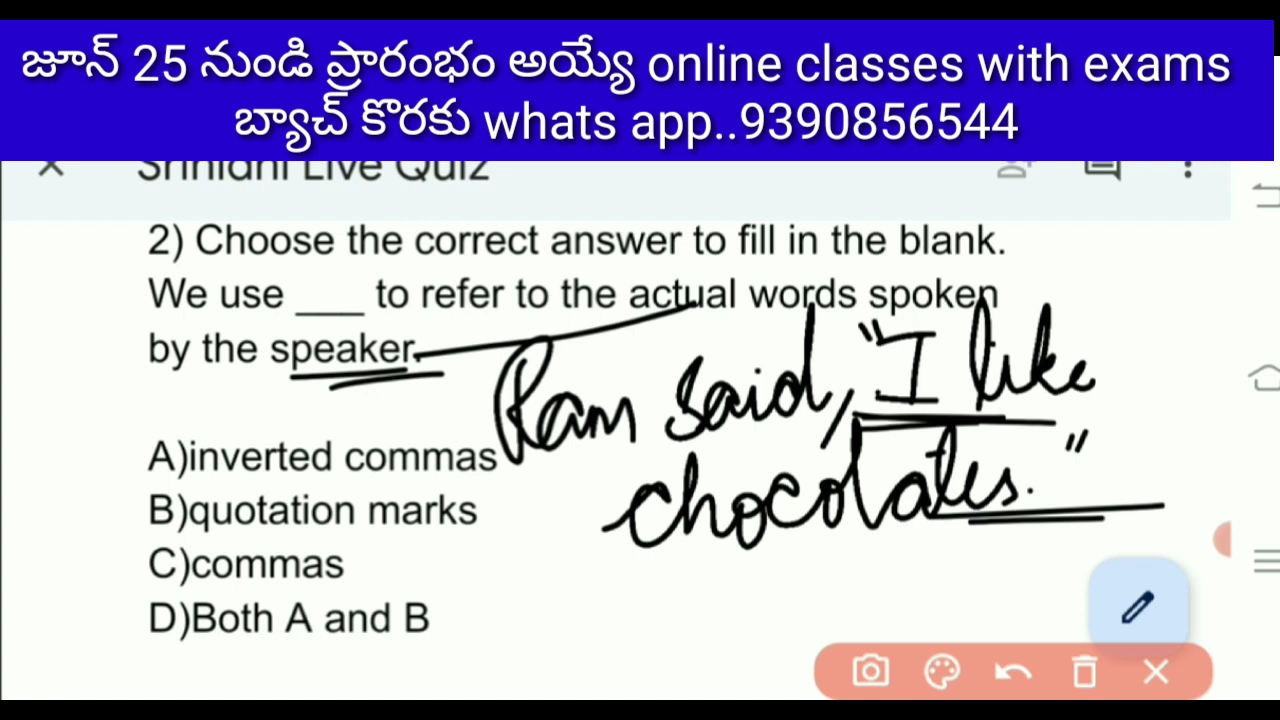 జూన్ 25 నుండి ప్రారంభం అయ్యే online classes with exams
బ్యాచ్ కొరకు whats app..9390856544
Srinidhi Live Quiz
2) Choose the correct answer to fill in the blank.
We use ___ to refer to the actual words spoken
by the speaker.
Ram said, "I like
chocolates."
A)inverted commas
B)quotation marks
C)commas
D)Both A and B